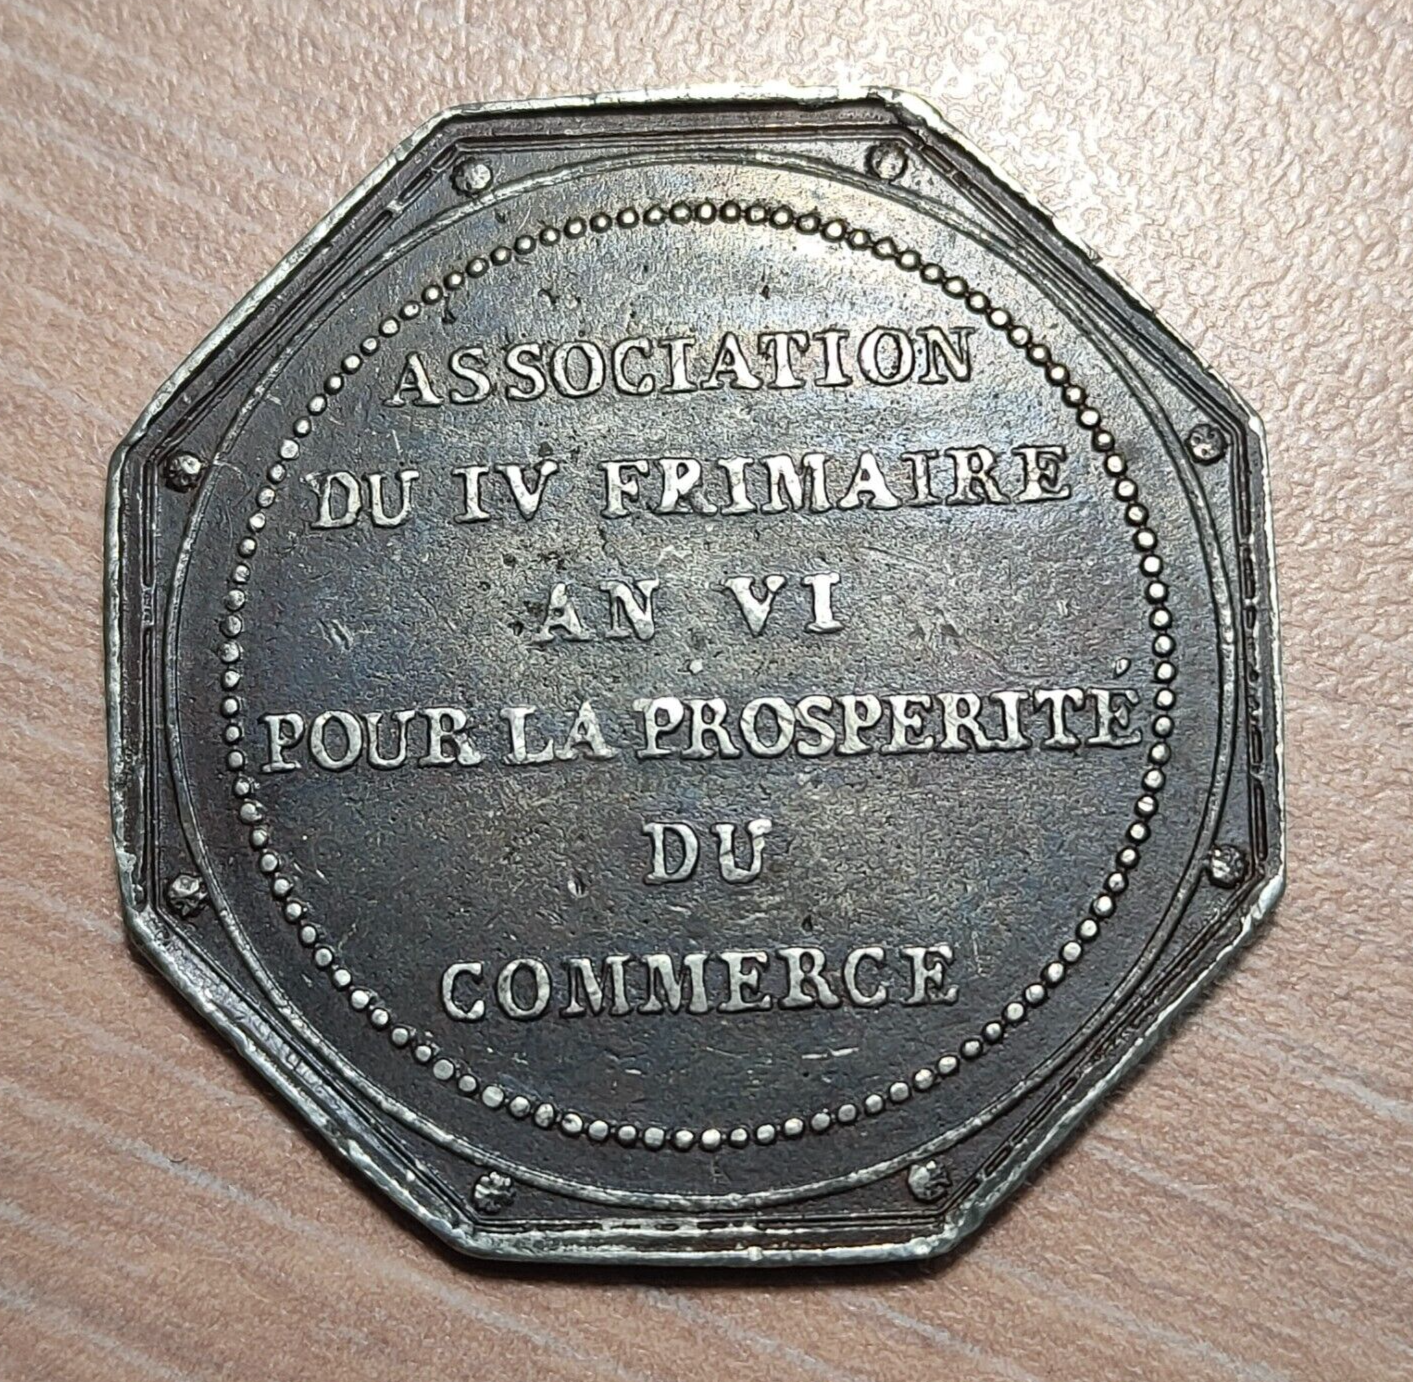 ASSOCIATION
DU IV FRIMAIRE
AN VI
POUR LA PROSPERITÉ
DU
COMMERCE